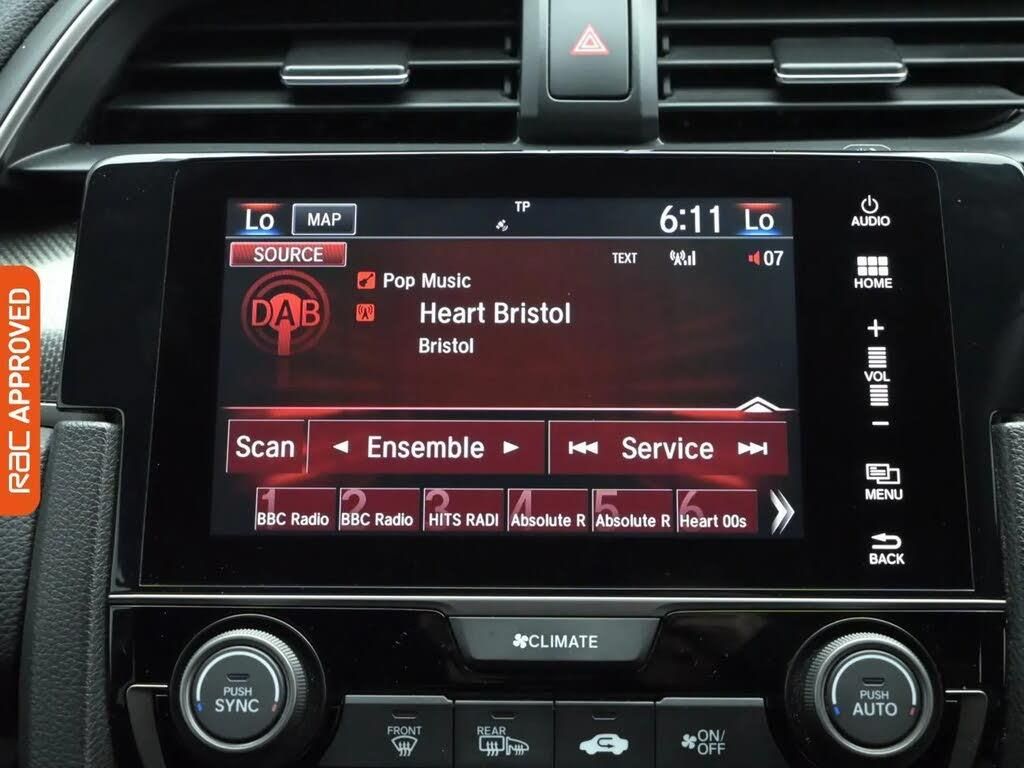 TP
Lo MAP 6:11 Lo
AUDIO
SOURCE TEXT 07
DAB Pop Music
HOME
Heart Bristol
Bristol
+
VOL
-
Scan Ensemble Service
MENU
1 2 3 4 5 6
BBC Radio BBC Radio HITS RADI Absolute R Absolute R Heart 00s
BACK
CLIMATE
PUSH
SYNC
PUSH
AUTO
FRONT
REAR
ON/
OFF
RAC APPROVED